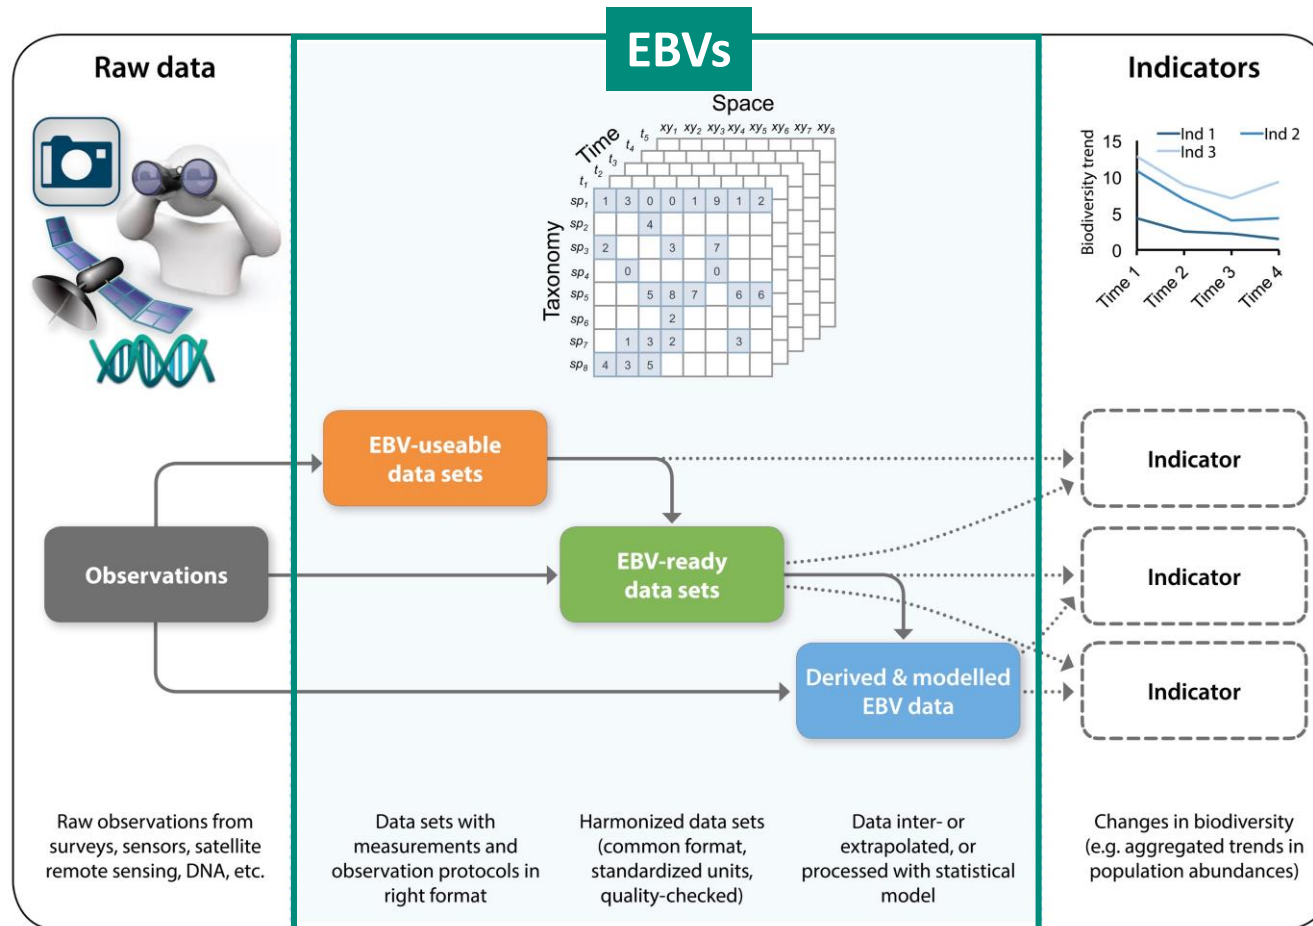 EBVs
Raw data
Indicators
Space
Time
t5 xy1 xy2 xy3 xy4 xy5 xy6 xy7 xy8
t4
t3
t2
t1
Taxonomy
sp1 1 3 0 0 1 9 1 2
sp2 4
sp3 2 3 7
sp4 0 0
sp5 5 8 7 6 6
sp6 2
sp7 1 3 2 3
sp8 4 3 5
Biodiversity trend
15
10
5
0
Ind 1 Ind 2
Ind 3
Time 1 Time 2 Time 3 Time 4
EBV-useable
data sets
Indicator
Observations
EBV-ready
data sets
Indicator
Derived & modelled
EBV data
Indicator
Raw observations from
surveys, sensors, satellite
remote sensing, DNA, etc.
Data sets with
measurements and
observation protocols in
right format
Harmonized data sets
(common format,
standardized units,
quality-checked)
Data inter- or
extrapolated, or
processed with statistical
model
Changes in biodiversity
(e.g. aggregated trends in
population abundances)